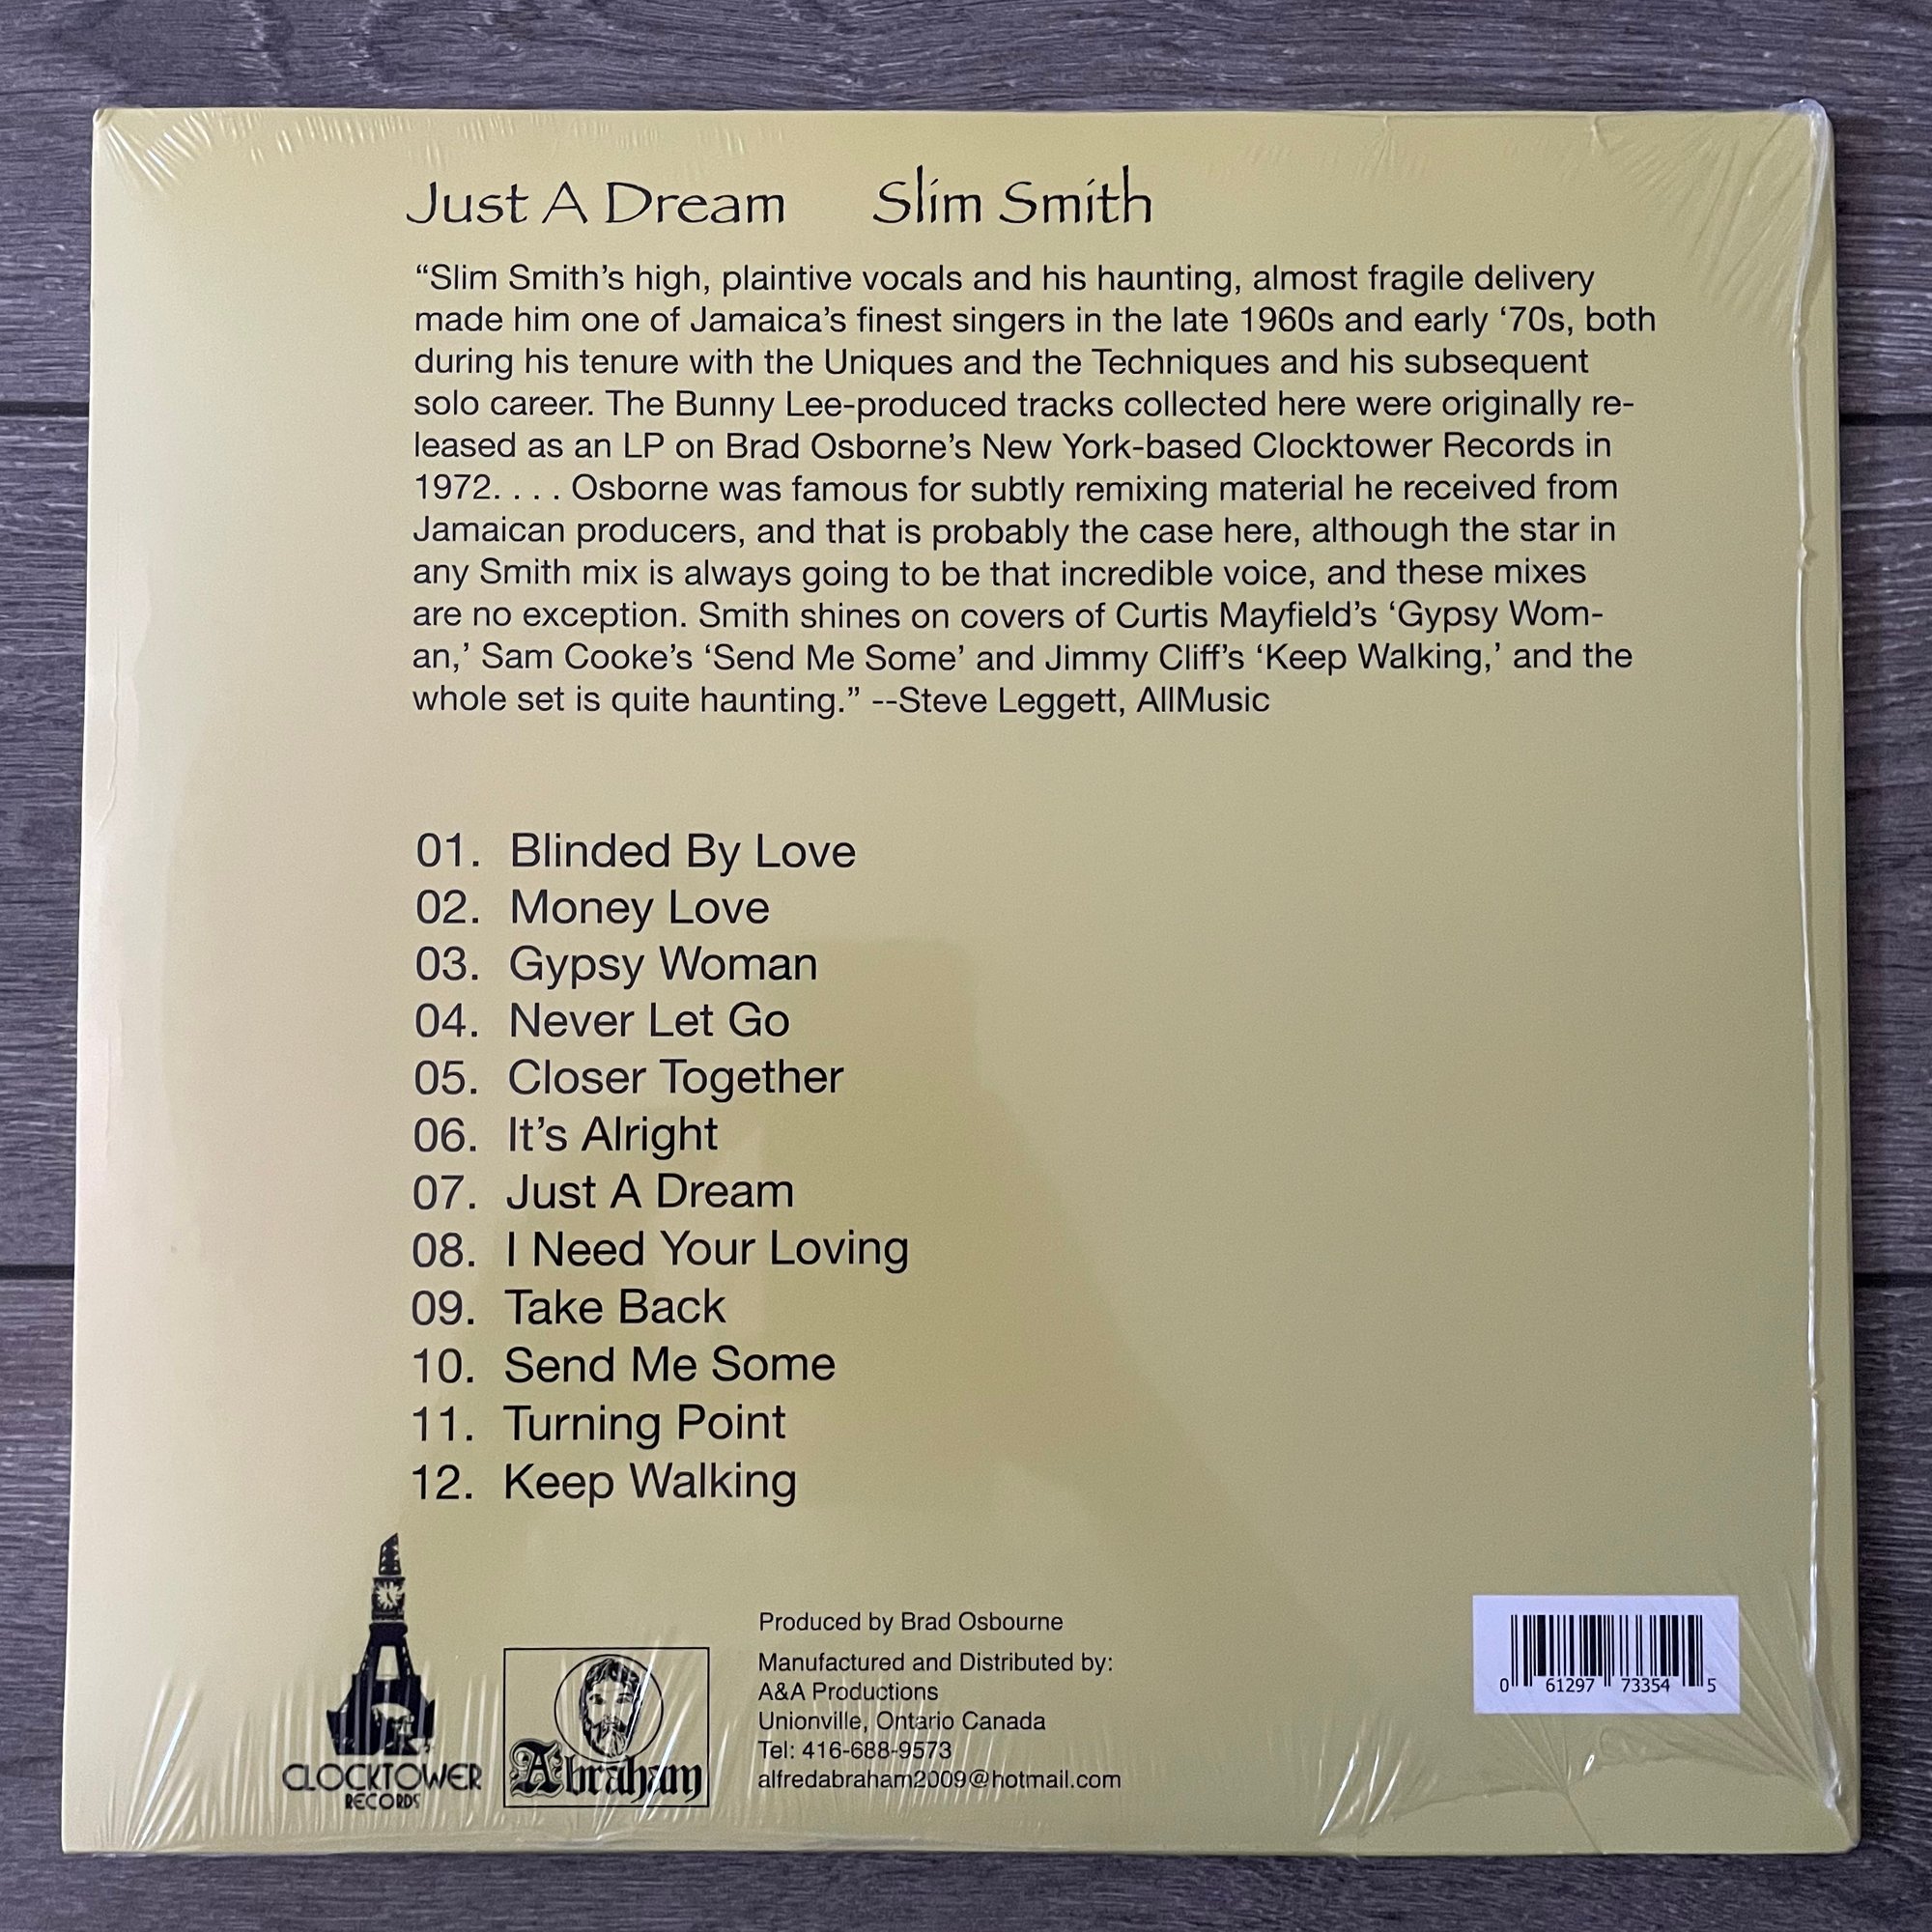 Just A Dream Slim Smith
“Slim Smith’s high, plaintive vocals and his haunting, almost fragile delivery
made him one of Jamaica’s finest singers in the late 1960s and early ‘70s, both
during his tenure with the Uniques and the Techniques and his subsequent
solo career. The Bunny Lee-produced tracks collected here were originally re-
leased as an LP on Brad Osborne’s New York-based Clocktower Records in
1972. . . . Osborne was famous for subtly remixing material he received from
Jamaican producers, and that is probably the case here, although the star in
any Smith mix is always going to be that incredible voice, and these mixes
are no exception. Smith shines on covers of Curtis Mayfield’s ‘Gypsy Wom-
an,’ Sam Cooke’s ‘Send Me Some’ and Jimmy Cliff’s ‘Keep Walking,’ and the
whole set is quite haunting.” --Steve Leggett, AllMusic
01. Blinded By Love
02. Money Love
03. Gypsy Woman
04. Never Let Go
05. Closer Together
06. It’s Alright
07. Just A Dream
08. I Need Your Loving
09. Take Back
10. Send Me Some
11. Turning Point
12. Keep Walking
CLOCKTOWER
RECORDS
Abraham
Produced by Brad Osbourne
Manufactured and Distributed by:
A&A Productions
Unionville, Ontario Canada
Tel: 416-688-9573
alfredabraham2009@hotmail.com
0 61297 73354 5